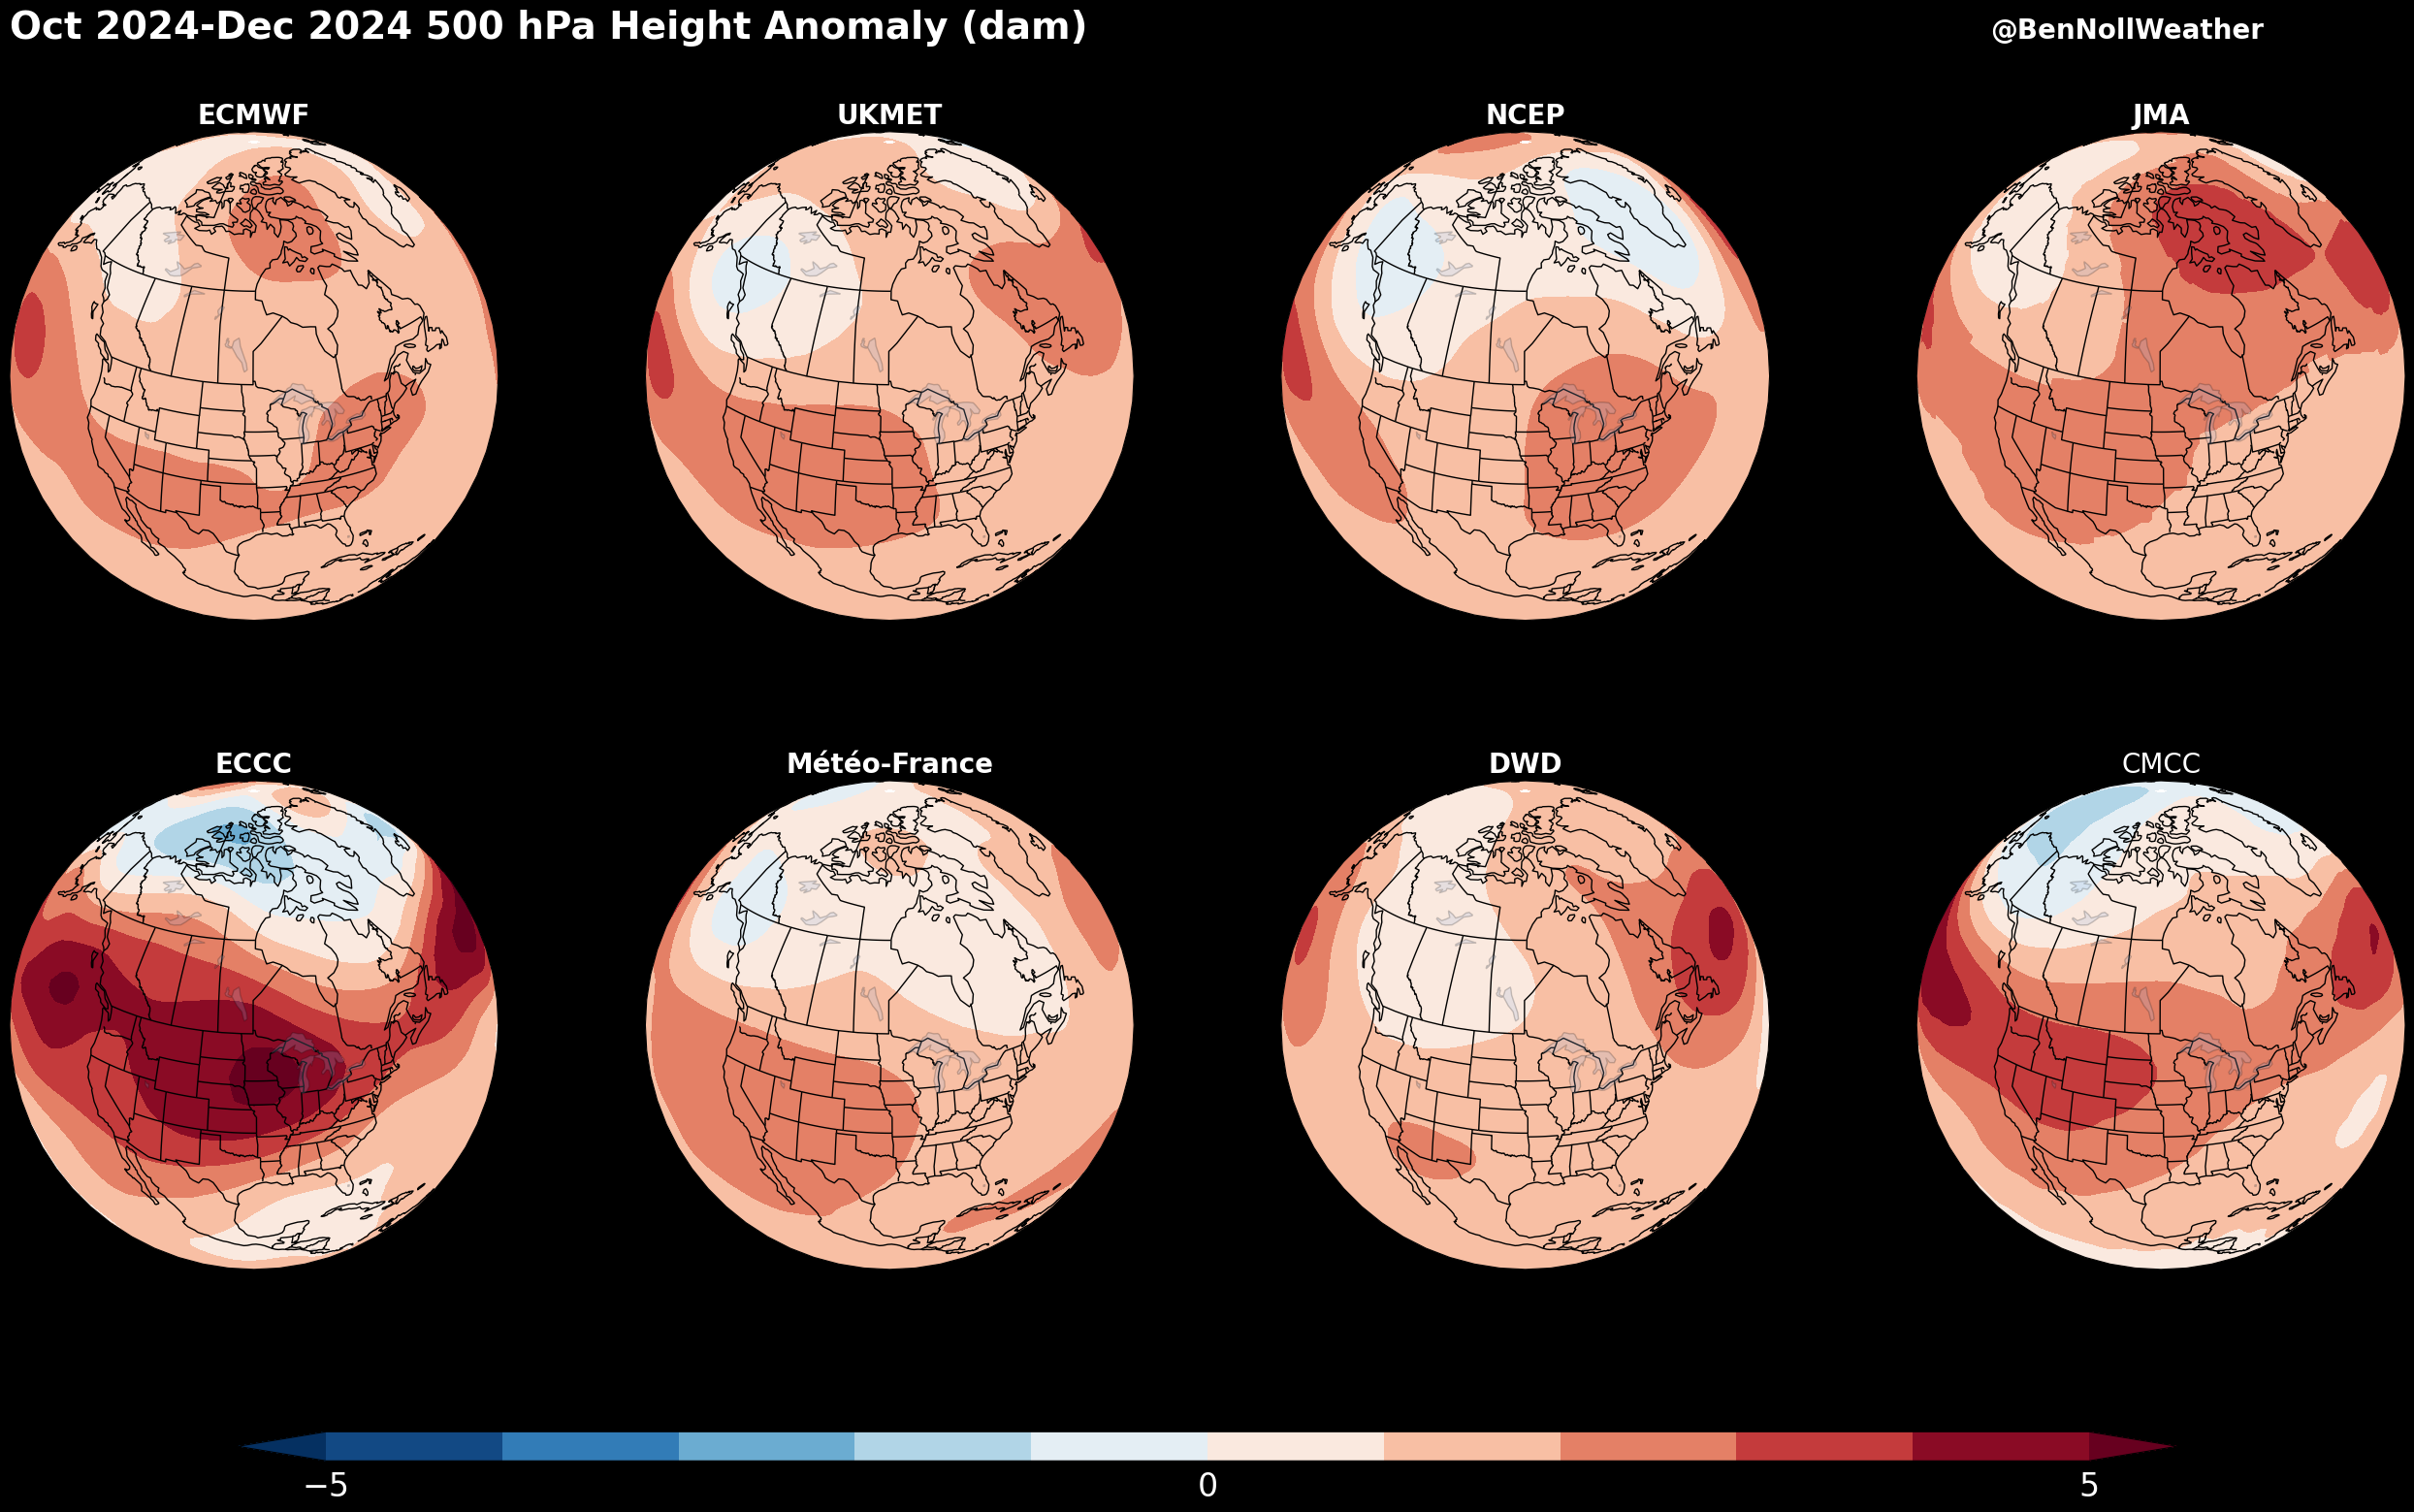 Oct 2024-Dec 2024 500 hPa Height Anomaly (dam)
@BenNollWeather
ECMWF
UKMET
NCEP
JMA
ECCC
Météo-France
DWD
CMCC
−5
0
5